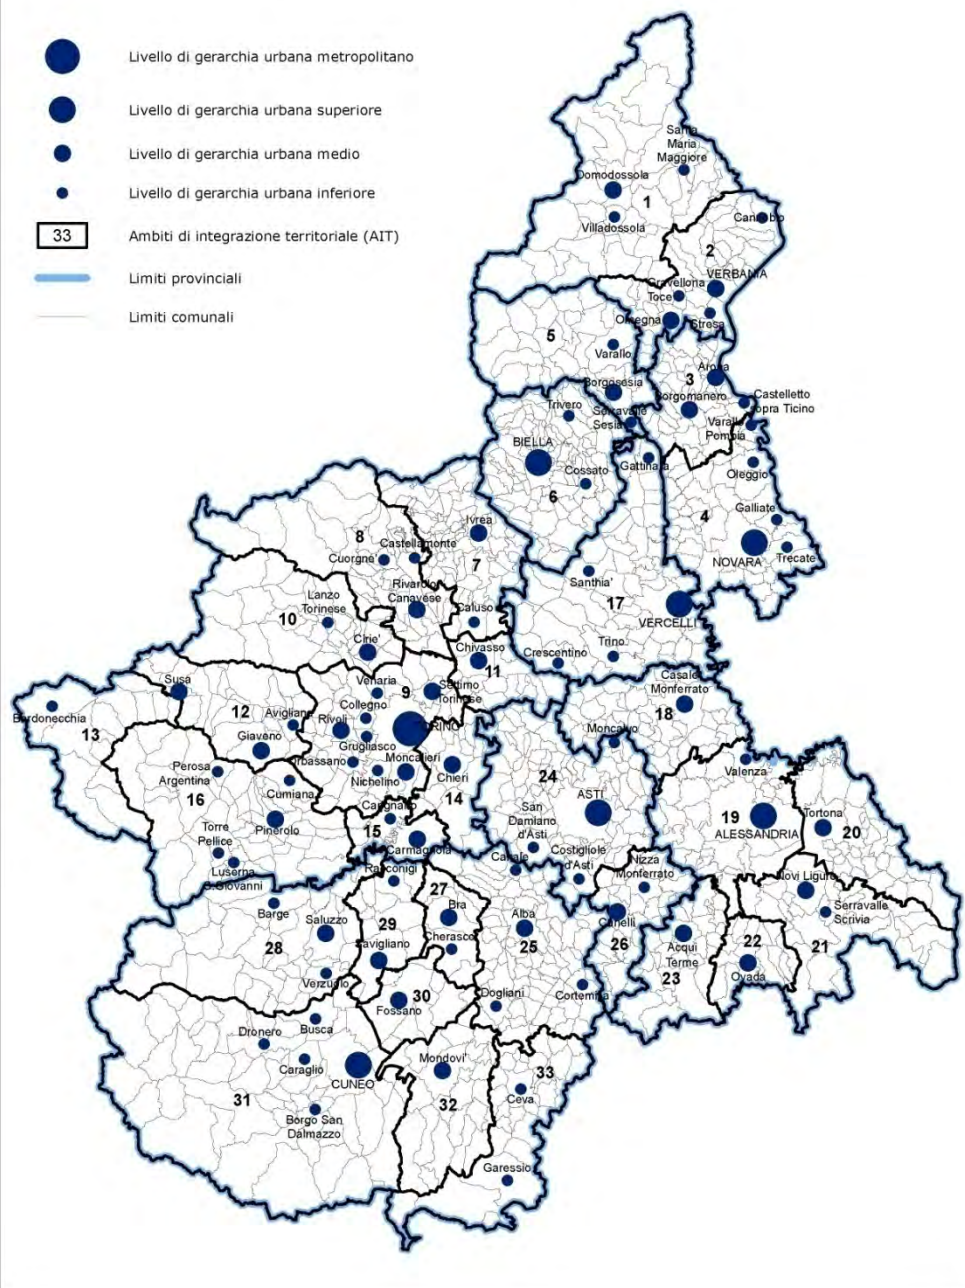 Livello di gerarchia urbana metropolitano
Livello di gerarchia urbana superiore
Livello di gerarchia urbana medio
Livello di gerarchia urbana inferiore
33
Ambiti di integrazione territoriale (AIT)
Limiti provinciali
Limiti comunali
Santa
Maria
Maggiore
Domodossola
1
Villadossola
Cannobio
2
VERBANIA
Gravellona
Toce
Omegna
Stresa
5
Varallo
Arona
3
Borgosesia
Borgomanero
Castelletto
sopra Ticino
Trivero
Serravalle
Sesia
Varallo
Pombia
BIELLA
Gattinara
Oleggio
Cossato
6
Galliate
4
Ivrea
8
Castellamonte
NOVARA
Trecate
Cuorgne'
7
Santhia'
Rivarolo
Canavese
17
Lanzo
Torinese
Caluso
VERCELLI
10
Cirie'
Chivasso
Trino
Crescentino
11
Susa
Venaria
9
Settimo
Torinese
Casale
Monferrato
Collegno
18
Bardonecchia
12
Avigliana
Rivoli
TORINO
Moncalvo
13
Giaveno
Grugliasco
Orbassano
Moncalieri
Valenza
Perosa
Argentina
Nichelino
Chieri
24
Cumiana
16
14
ASTI
Carignano
San
Damiano
d'Asti
19
ALESSANDRIA
Tortona
20
Torre
Pellice
Pinerolo
15
Carmagnola
Costigliole
d'Asti
Nizza
Monferrato
Luserna
S.Giovanni
Racconigi
Canale
Novi Ligure
27
Barge
Bra
Alba
Serravalle
Scrivia
Saluzzo
29
Canelli
28
Savigliano
Cherasco
25
26
Acqui
Terme
22
21
Verzuolo
23
Ovada
30
Fossano
Dogliani
Cortemilia
Busca
Dronero
Caraglio
Mondovi'
33
CUNEO
Ceva
31
32
Borgo San
Dalmazzo
Garessio